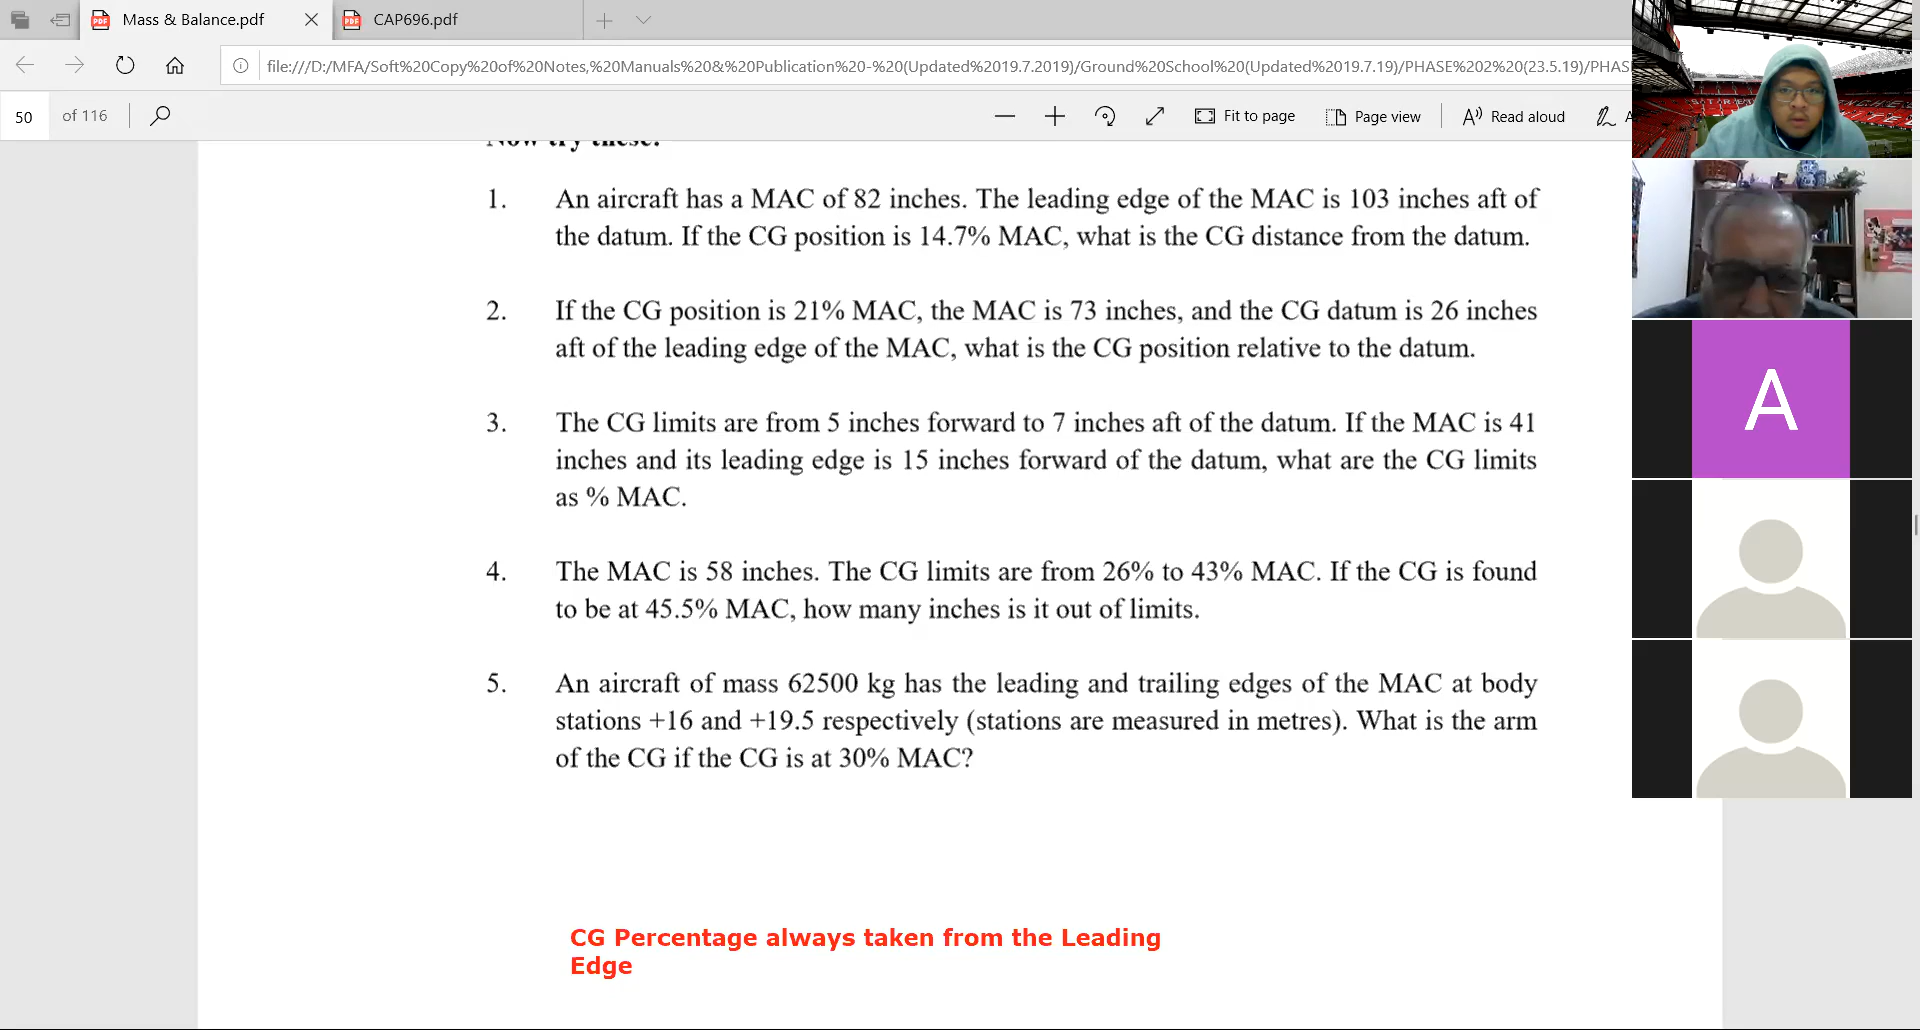 Mass & Balance.pdf
CAP696.pdf
file:///D:/MFA/Soft%20Copy%20of%20Notes,%20Manuals%20&%20Publication%20-%20(Updated%2019.7.2019)/Ground%20School%20(Updated%2019.7.19)/PHASE%202%20(23.5.19)/PHAS
50 of 116
Fit to page
Page view
Read aloud
Now try these:
1. An aircraft has a MAC of 82 inches. The leading edge of the MAC is 103 inches aft of
the datum. If the CG position is 14.7% MAC, what is the CG distance from the datum.
2. If the CG position is 21% MAC, the MAC is 73 inches, and the CG datum is 26 inches
aft of the leading edge of the MAC, what is the CG position relative to the datum.
3. The CG limits are from 5 inches forward to 7 inches aft of the datum. If the MAC is 41
inches and its leading edge is 15 inches forward of the datum, what are the CG limits
as % MAC.
4. The MAC is 58 inches. The CG limits are from 26% to 43% MAC. If the CG is found
to be at 45.5% MAC, how many inches is it out of limits.
5. An aircraft of mass 62500 kg has the leading and trailing edges of the MAC at body
stations +16 and +19.5 respectively (stations are measured in metres). What is the arm
of the CG if the CG is at 30% MAC?
CG Percentage always taken from the Leading
Edge
A